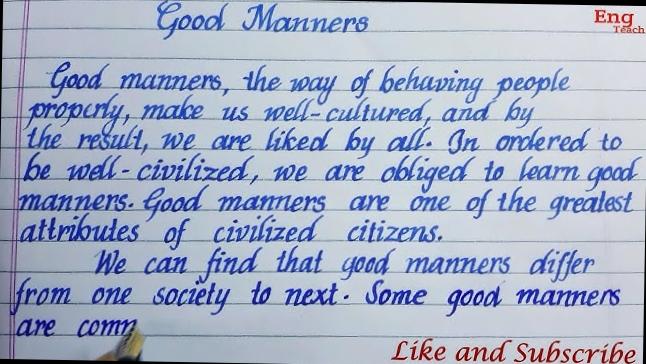 Good Manners
Eng
Teach
Good manners, the way of behaving people
properly, make us well-cultured, and by
the result, we are liked by all. In ordered to
be well-civilized, we are obliged to learn good
manners. Good manners are one of the greatest
attributes of civilized citizens.
We can find that good manners differ
from one society to next. Some good manners
are comm
Like and Subscribe